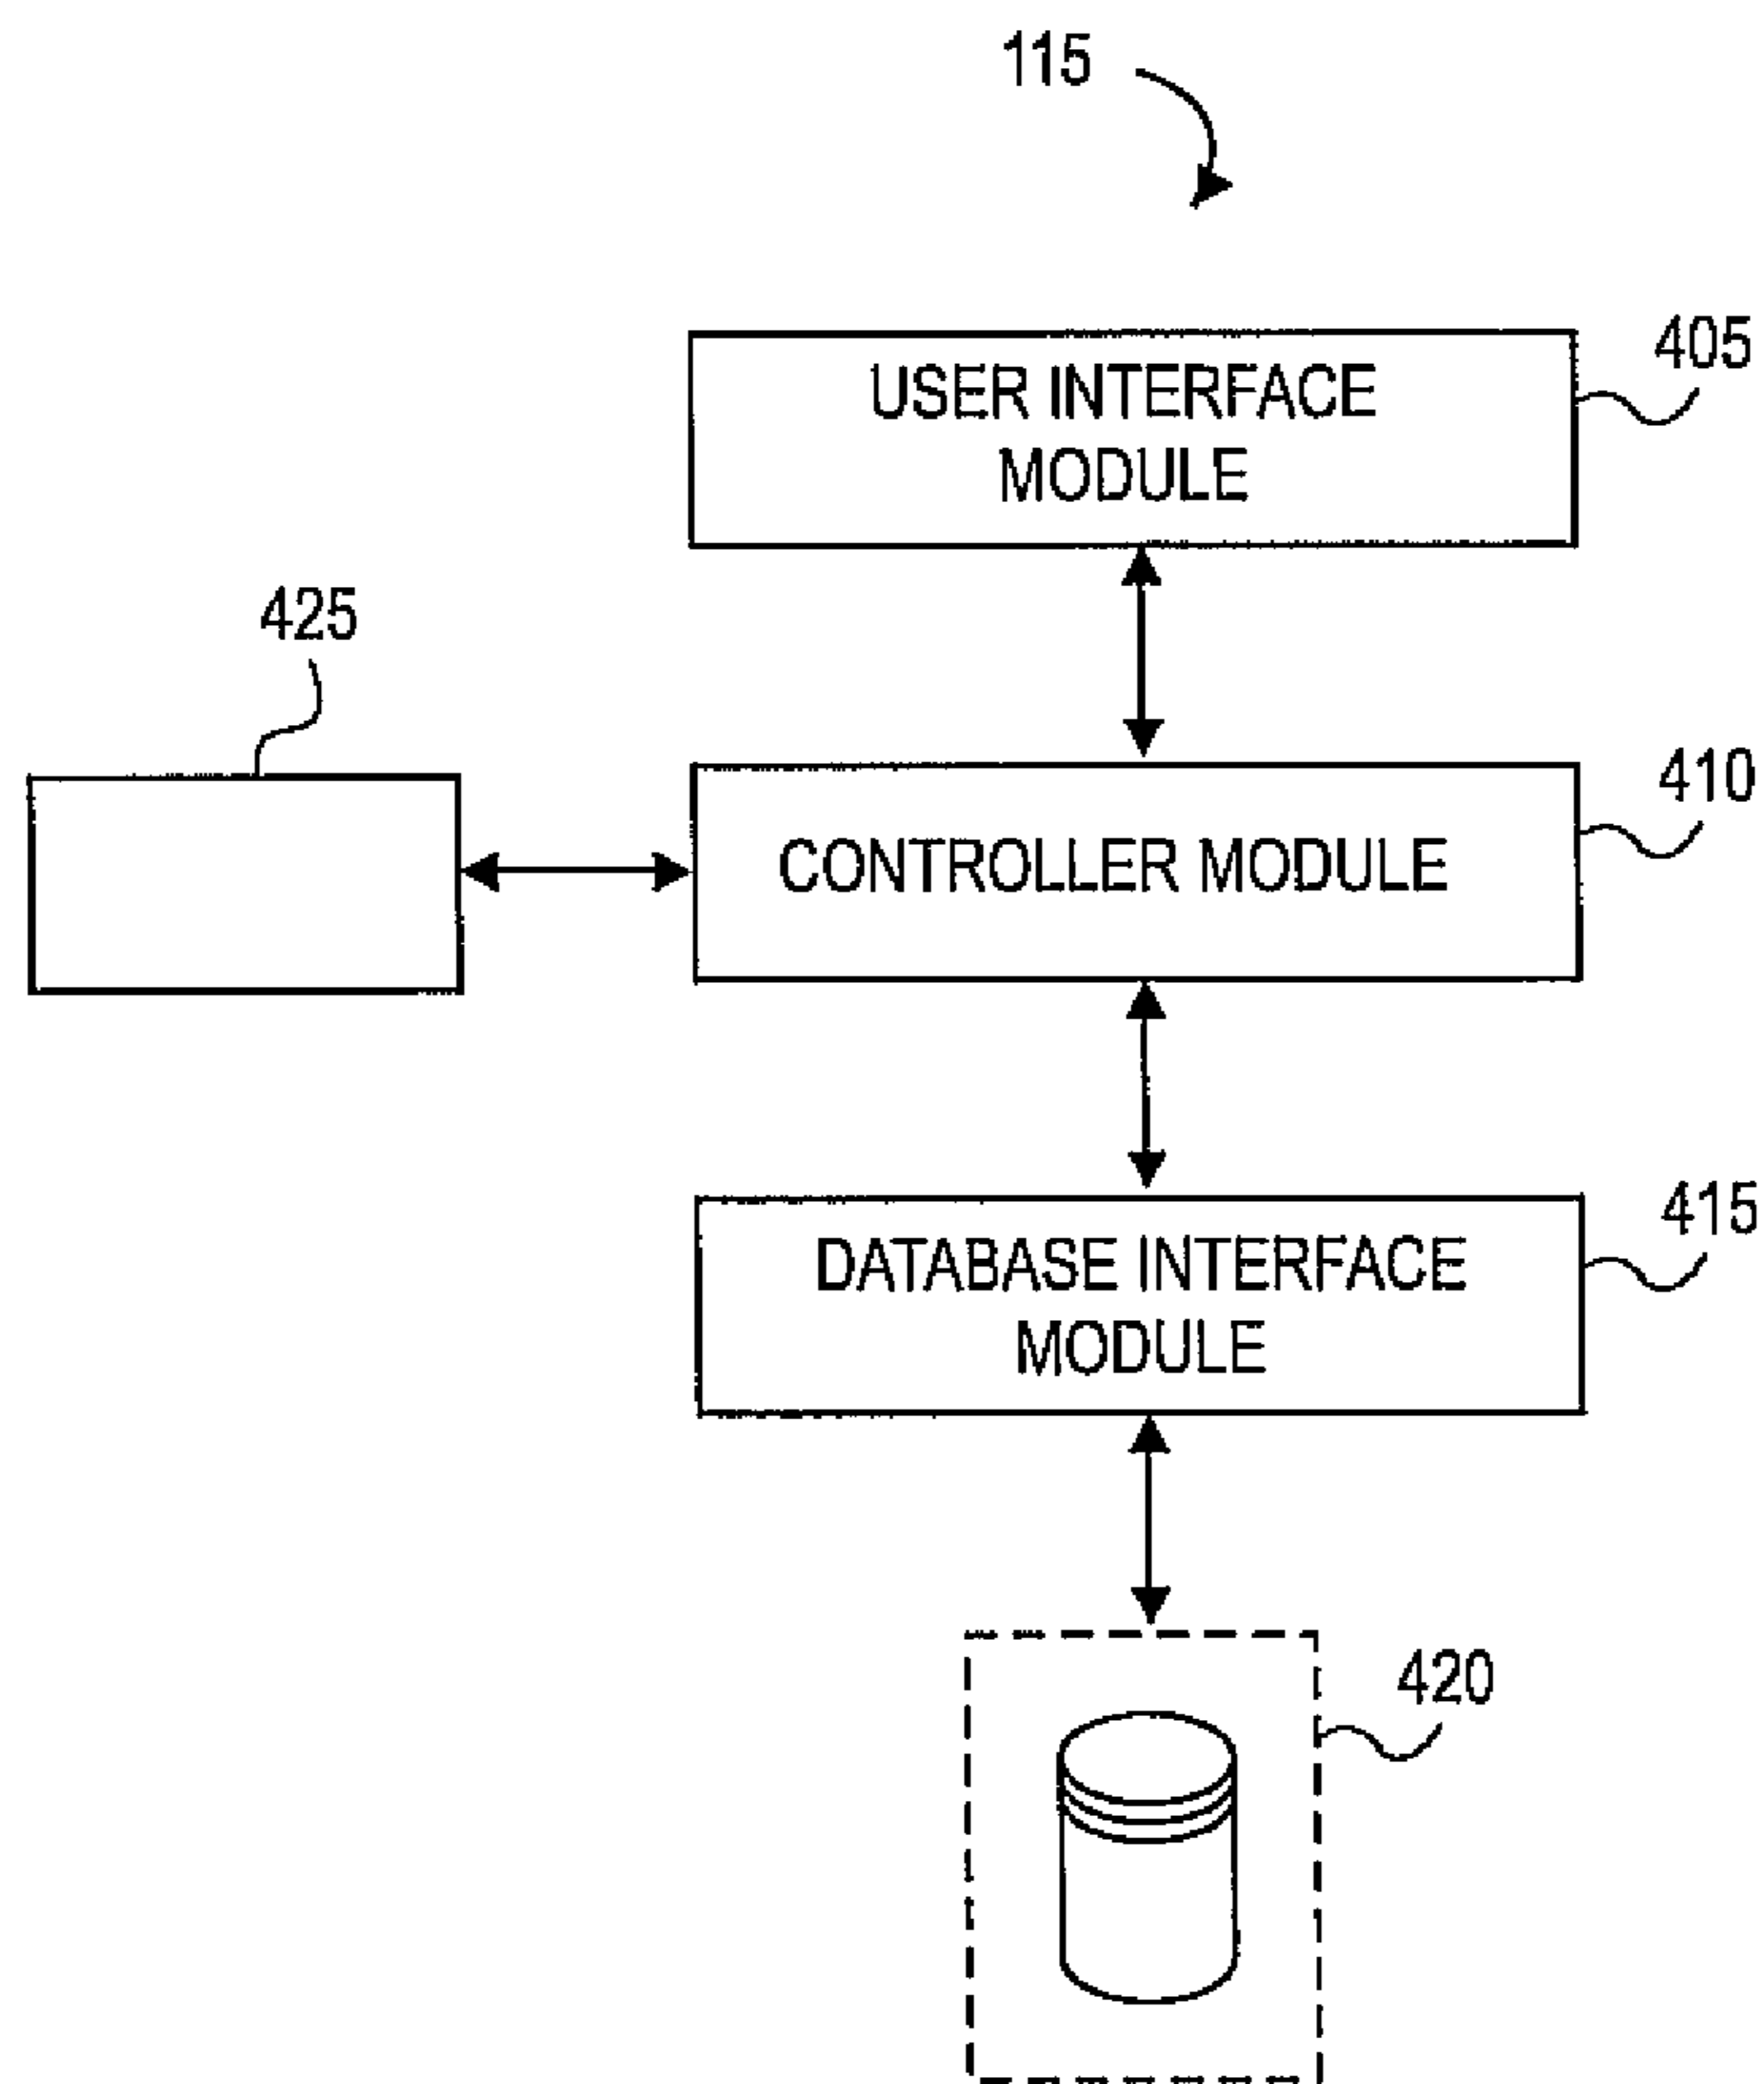 115
405
USER INTERFACE
MODULE
425
410
CONTROLLER MODULE
415
DATABASE INTERFACE
MODULE
420